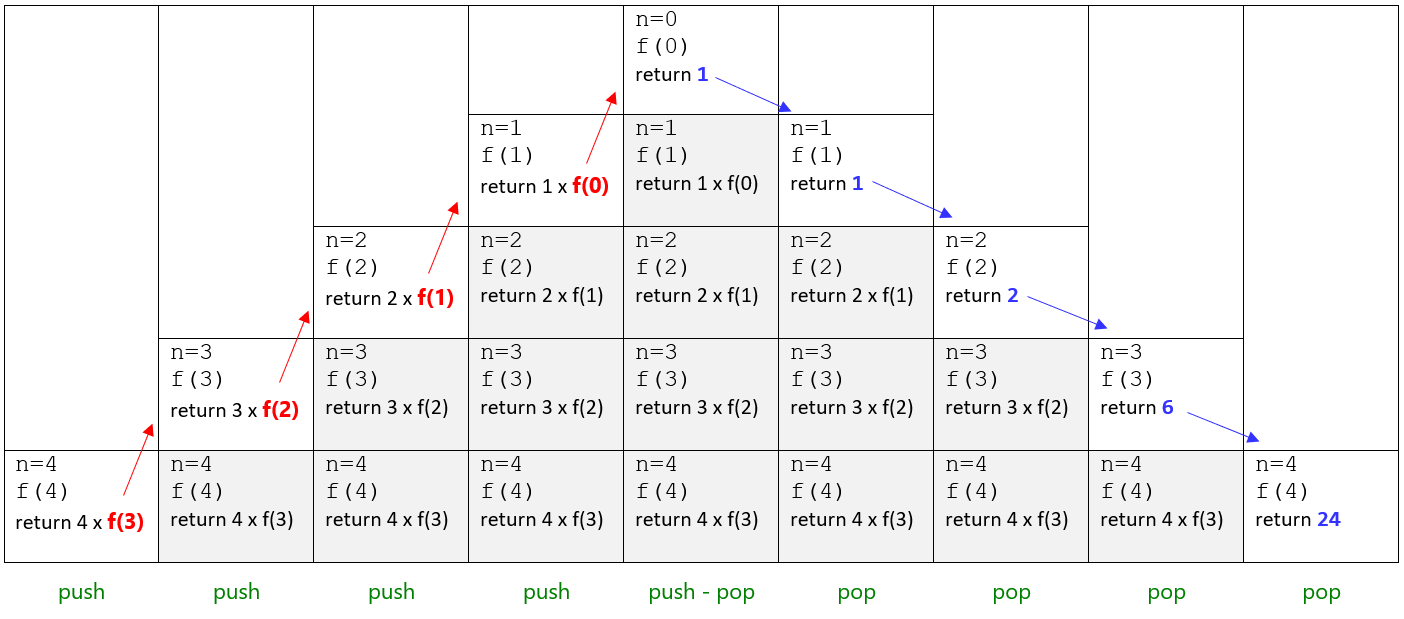 n=0
f(0)
return 1
n=1
f(1)
return 1 x f(0)
n=1
f(1)
return 1 x f(0)
n=1
f(1)
return 1
n=2
f(2)
return 2 x f(1)
n=2
f(2)
return 2 x f(1)
n=2
f(2)
return 2 x f(1)
n=2
f(2)
return 2 x f(1)
n=2
f(2)
return 2
n=3
f(3)
return 3 x f(2)
n=3
f(3)
return 3 x f(2)
n=3
f(3)
return 3 x f(2)
n=3
f(3)
return 3 x f(2)
n=3
f(3)
return 3 x f(2)
n=3
f(3)
return 3 x f(2)
n=3
f(3)
return 6
n=4
f(4)
return 4 x f(3)
n=4
f(4)
return 4 x f(3)
n=4
f(4)
return 4 x f(3)
n=4
f(4)
return 4 x f(3)
n=4
f(4)
return 4 x f(3)
n=4
f(4)
return 4 x f(3)
n=4
f(4)
return 4 x f(3)
n=4
f(4)
return 4 x f(3)
n=4
f(4)
return 24
push push push push push - pop pop pop pop pop